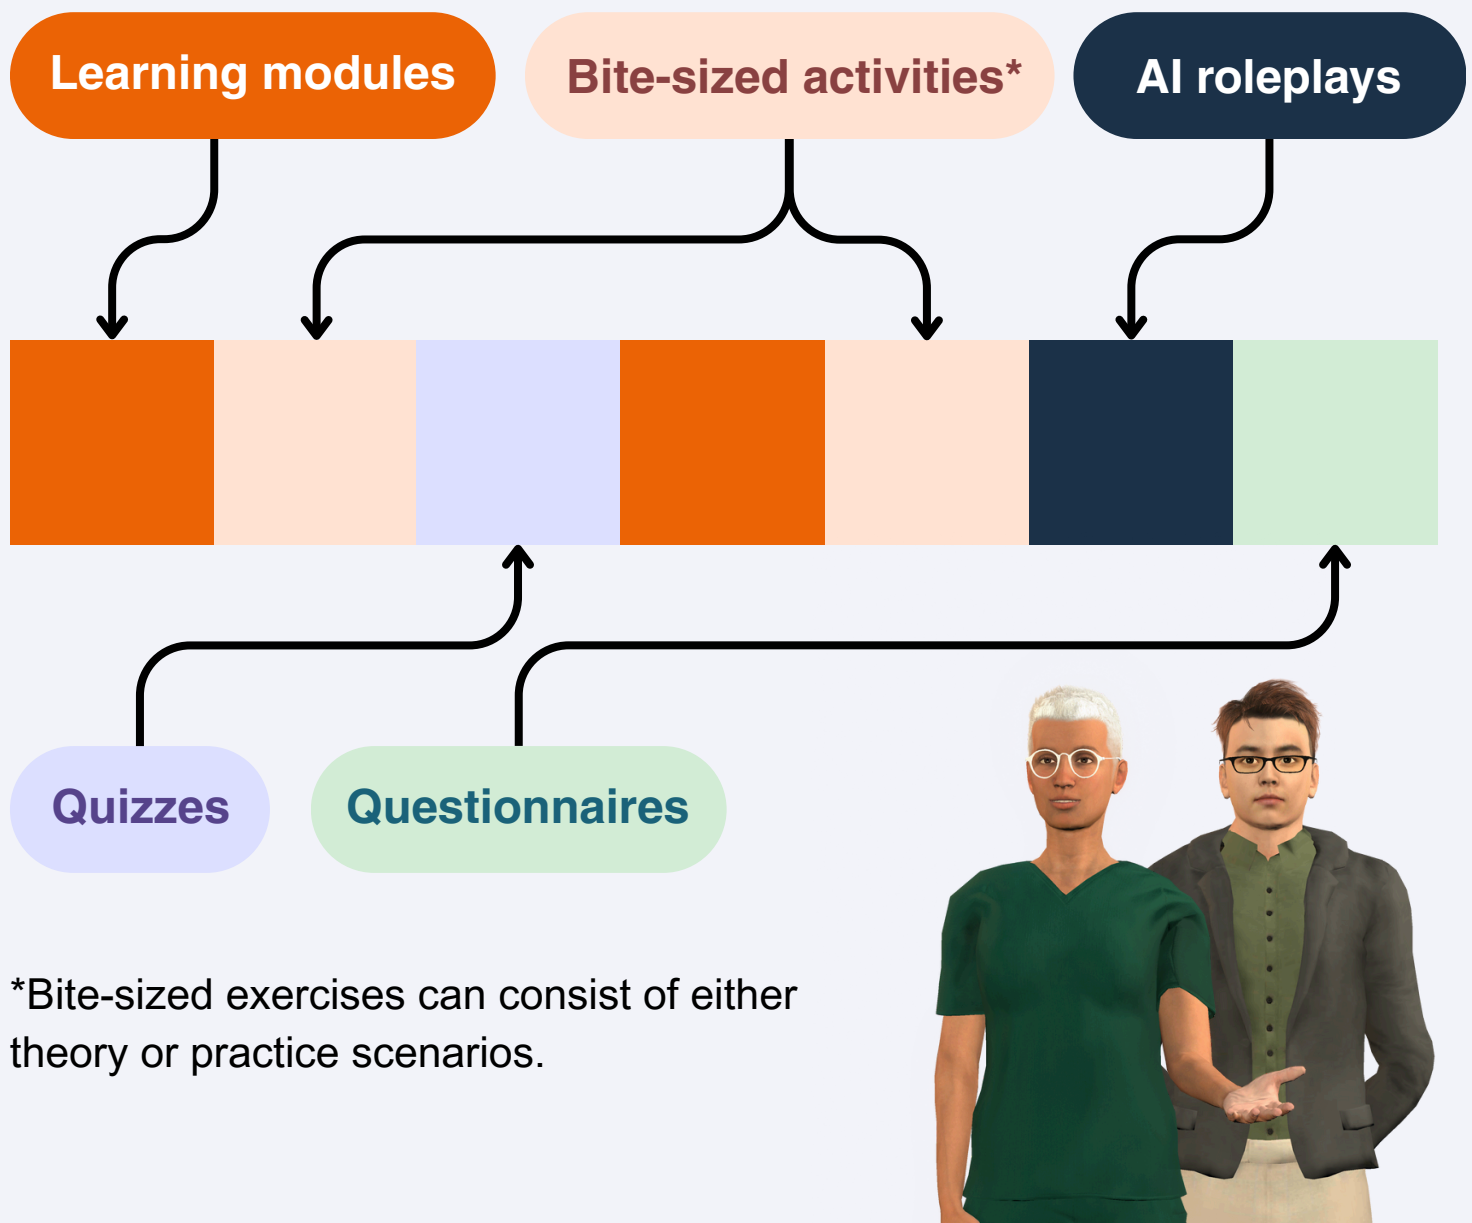 Learning modules
Bite-sized activities*
AI roleplays
Quizzes
Questionnaires
*Bite-sized exercises can consist of either
theory or practice scenarios.